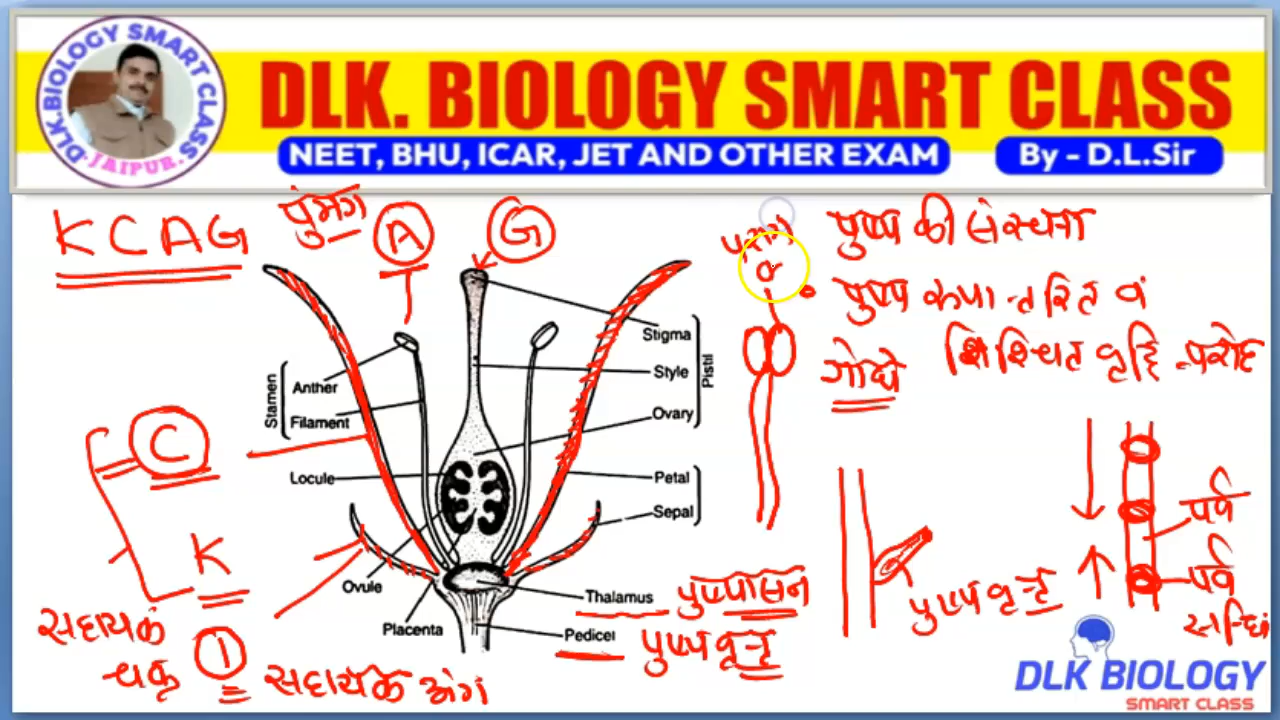 DLK.BIOLOGY SMART CLASS
JAIPUR.
DLK. BIOLOGY SMART CLASS
NEET, BHU, ICAR, JET AND OTHER EXAM
By - D.L.Sir
KCAG
पुमंग
A
G
पुष्प की संरचना
पुष्प रूपान्तरित व
गोथे
वृद्धि प्ररोह
Stigma
Style
Ovary
Pistil
Stamen
Anther
Filament
Locule
Petal
Sepal
C
K
Ovule
Placenta
Thalamus
पुष्पासन
Pedicel
पुष्पवृन्त
पुष्पवृन्त
पर्व
पर्व
सन्धि
सहायक
चक्र
1
सहायक अंग
DLK BIOLOGY
SMART CLASS